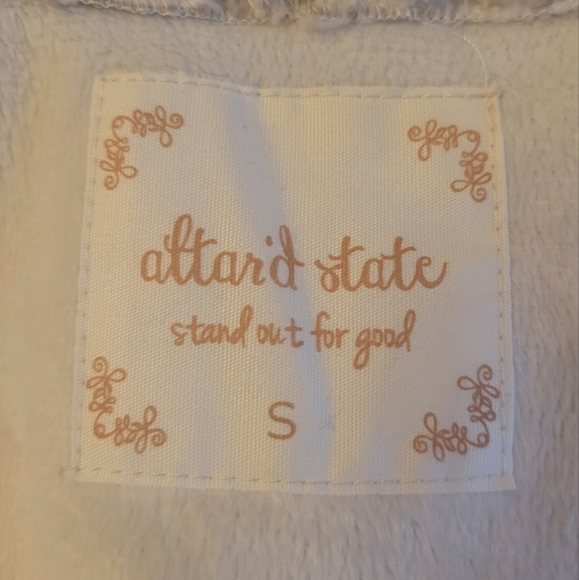 altar'd state
stand out for good
S